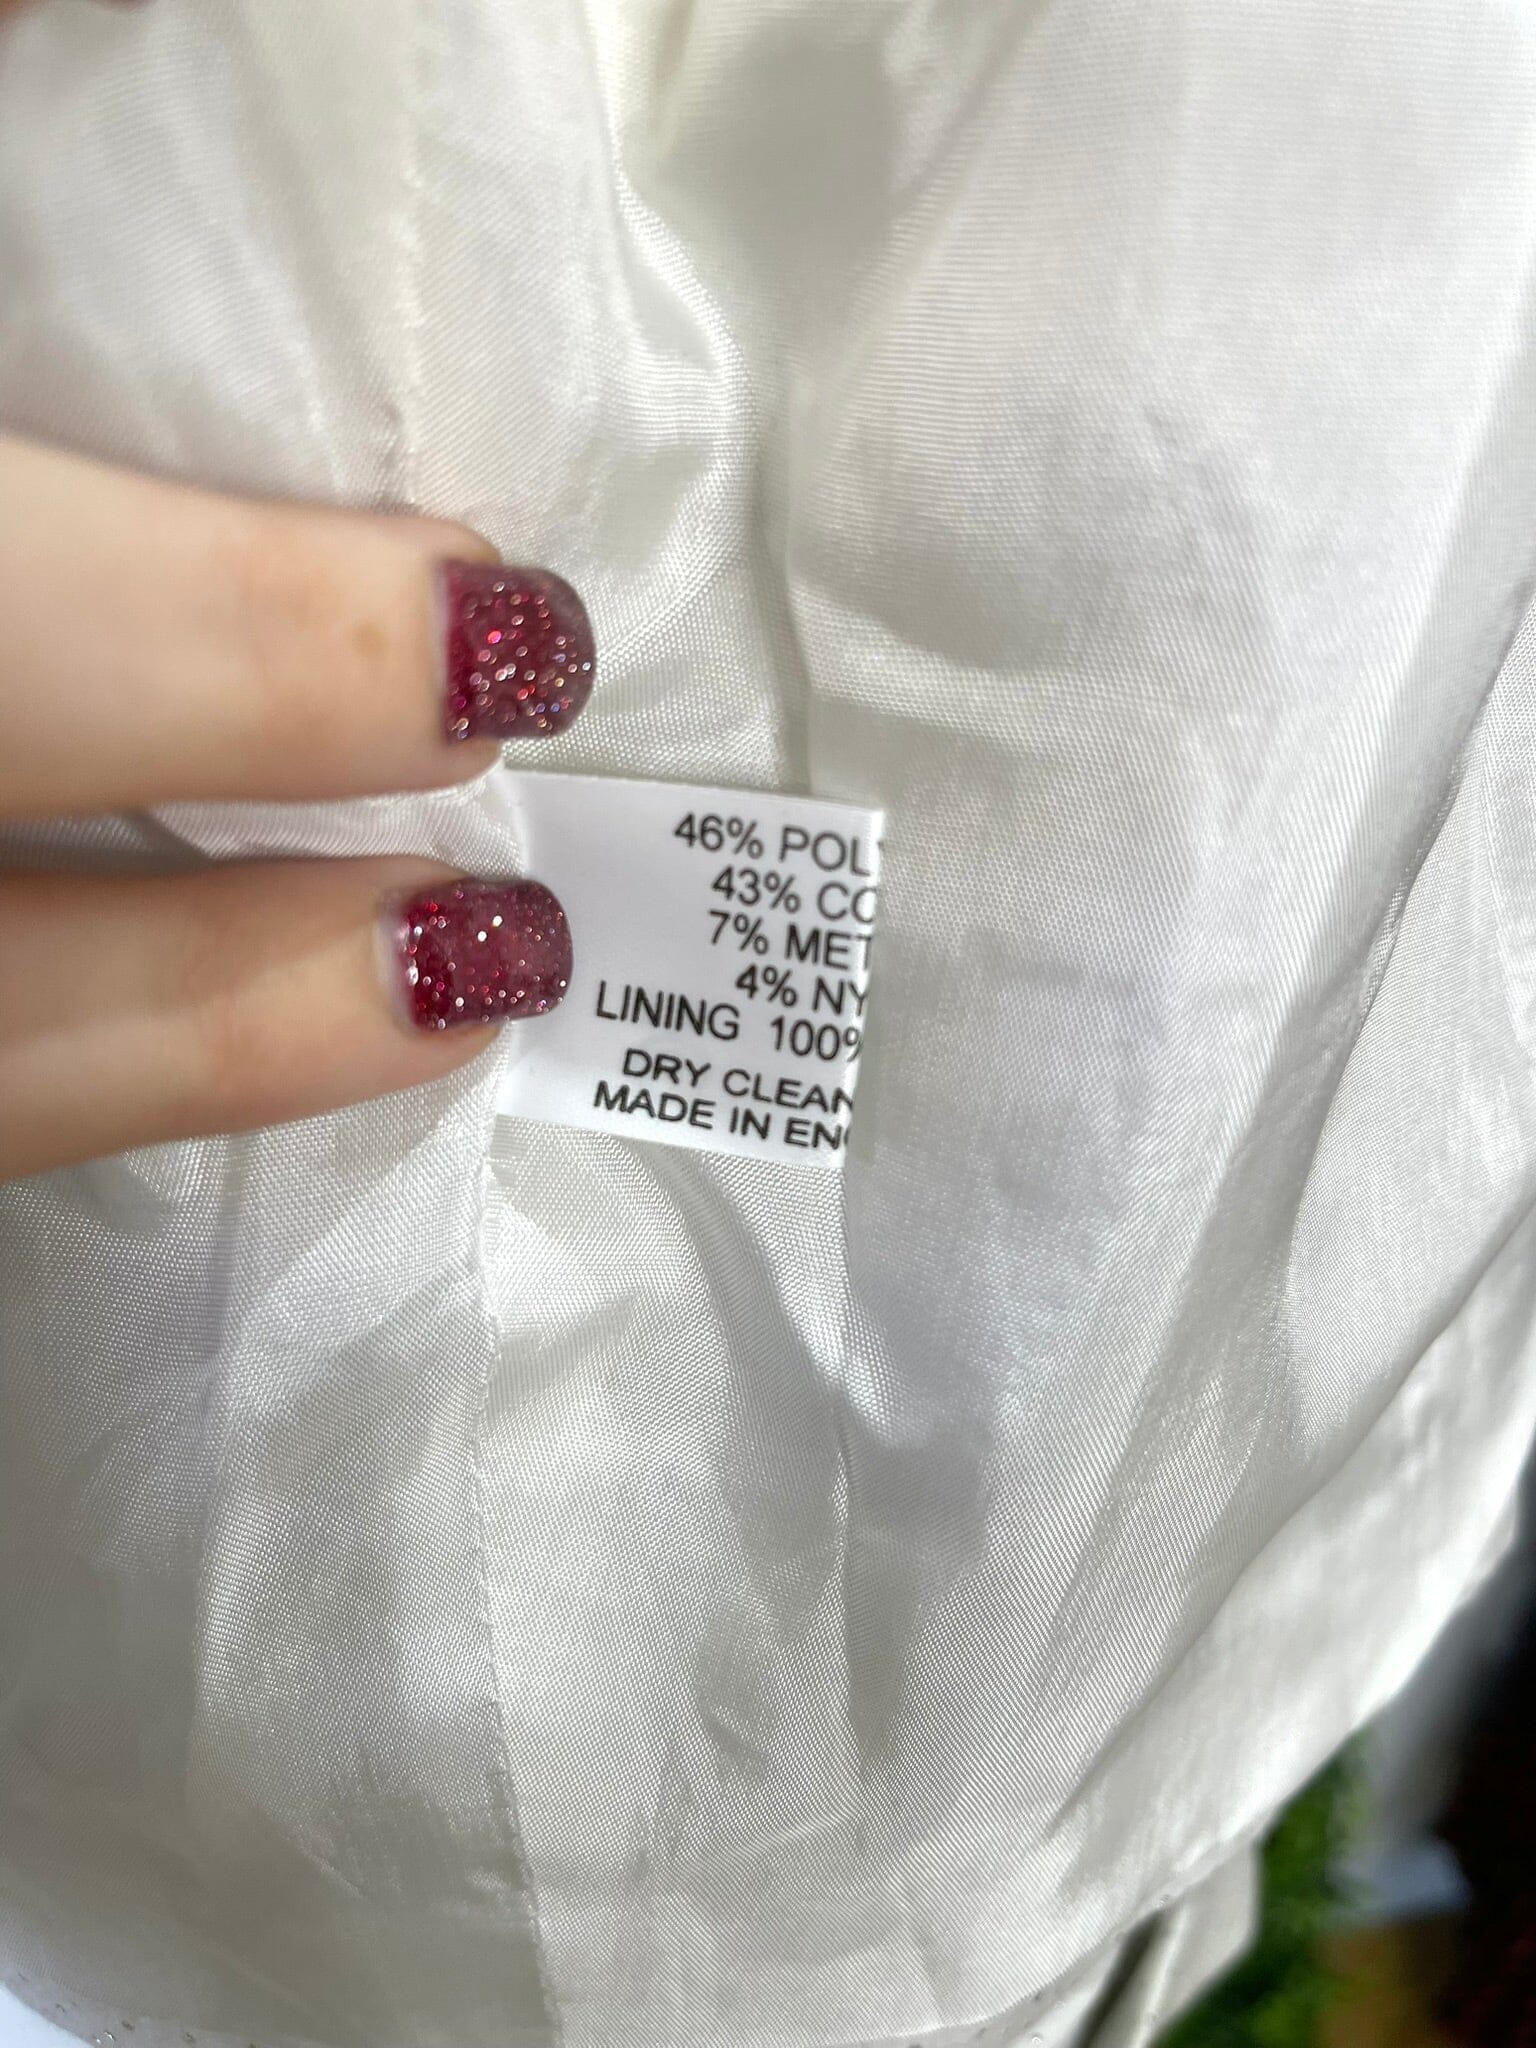 46% POL
43% CO
7% MET
4% NY
LINING 100%
DRY CLEAN
MADE IN EN